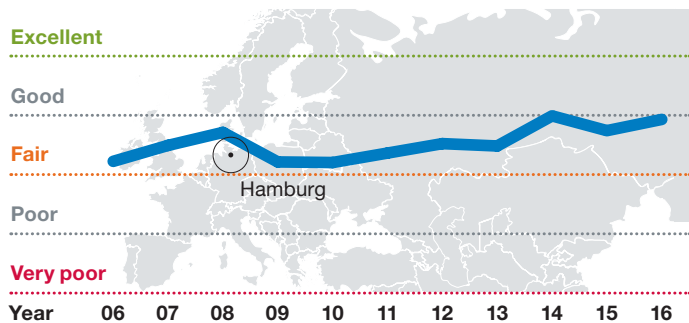 Excellent
Good
Fair
Hamburg
Poor
Very poor
Year 06 07 08 09 10 11 12 13 14 15 16